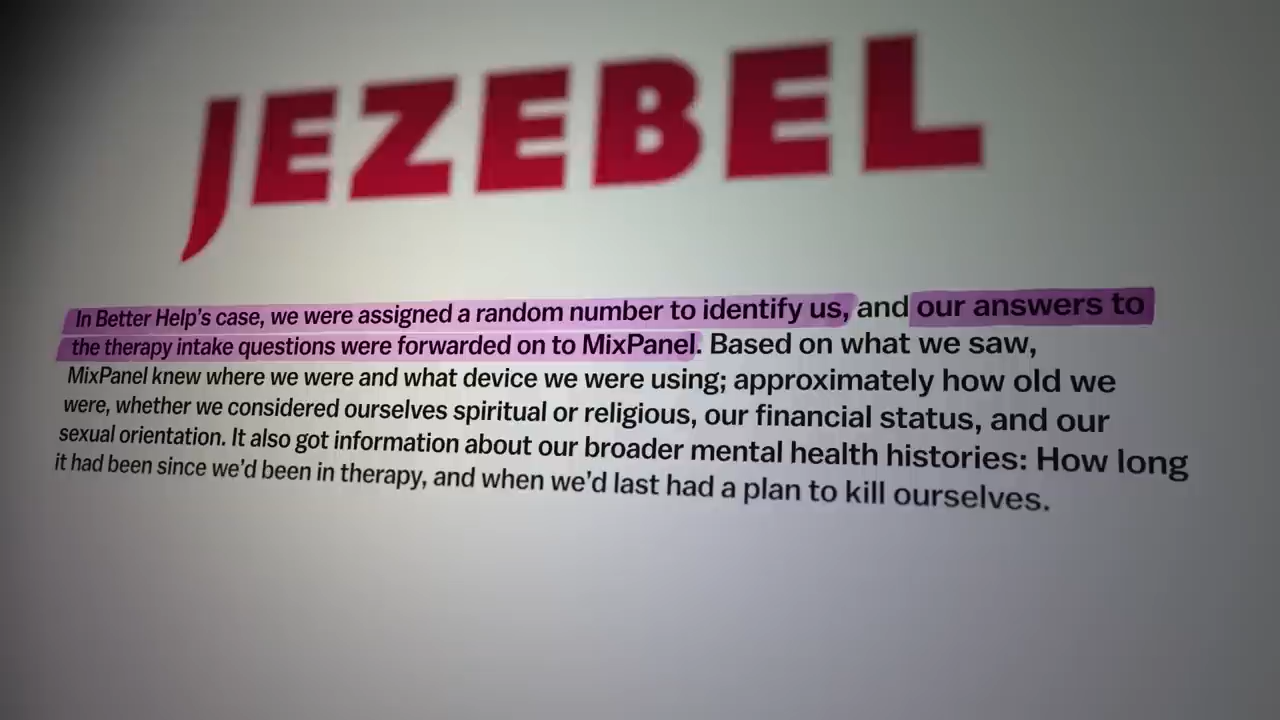 JEZEBEL
In Better Help's case, we were assigned a random number to identify us, and our answers to
the therapy intake questions were forwarded on to MixPanel. Based on what we saw,
MixPanel knew where we were and what device we were using; approximately how old we
were, whether we considered ourselves spiritual or religious, our financial status, and our
sexual orientation. It also got information about our broader mental health histories: How long
it had been since we'd been in therapy, and when we'd last had a plan to kill ourselves.